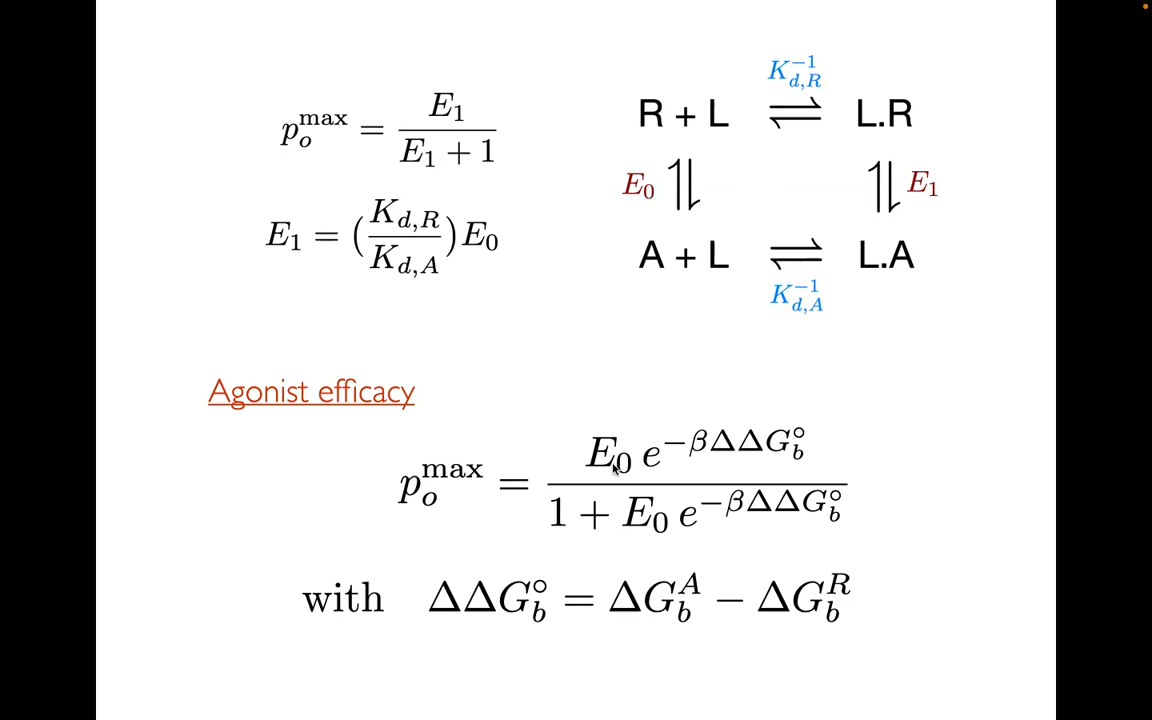 p_o^max = E_1 / (E_1 + 1)
E_1 = (K_{d,R} / K_{d,A}) E_0
K_{d,R}^{-1}
R + L ⇌ L.R
E_0 ⥮ ⥮ E_1
A + L ⇌ L.A
K_{d,A}^{-1}
Agonist efficacy
p_o^max = E_0 e^{-βΔΔG_b^∘} / (1 + E_0 e^{-βΔΔG_b^∘})
with ΔΔG_b^∘ = ΔG_b^A − ΔG_b^R